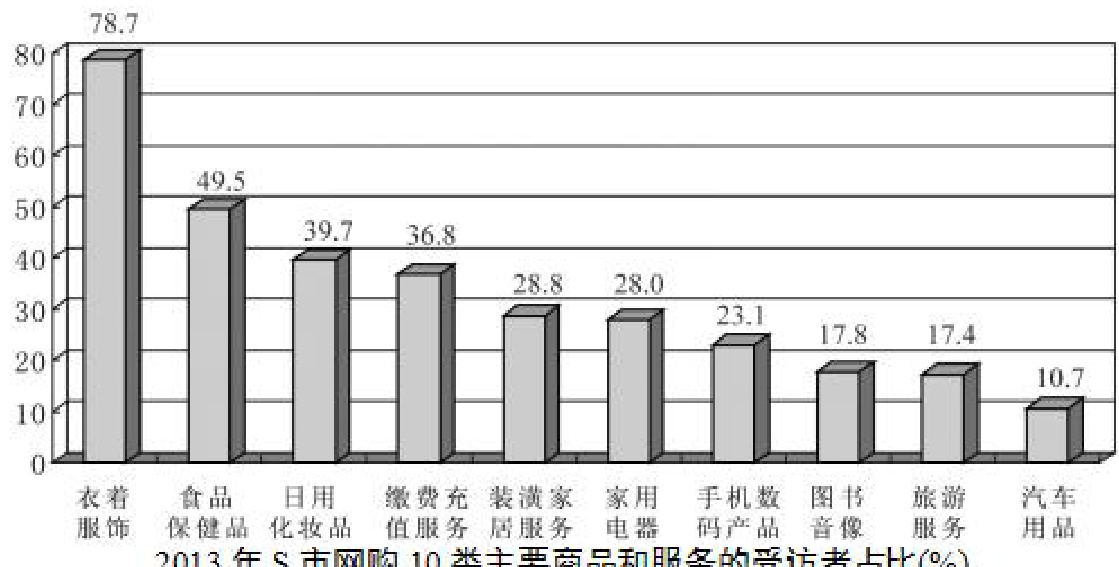 78.7
49.5
39.7
36.8
28.8
28.0
23.1
17.8
17.4
10.7
80
70
60
50
40
30
20
10
0
衣着
服饰
食品
保健品
日用
化妆品
缴费充
值服务
装潢家
居服务
家用
电器
手机数
码产品
图书
音像
旅游
服务
汽车
用品
2013 年 S 市网购 10 类主要商品和服务的受访者占比(%)